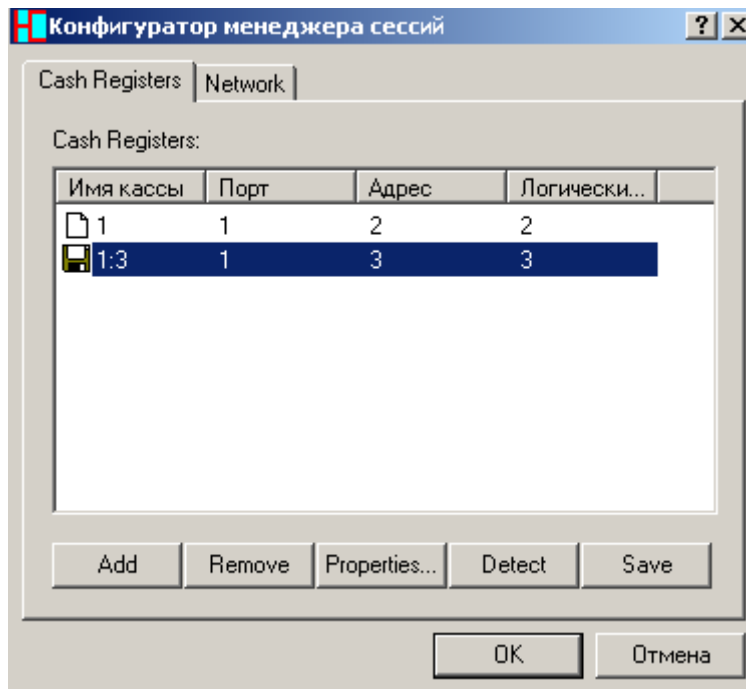 Конфигуратор менеджера сессий
Cash Registers Network
Cash Registers:
Имя кассы Порт Адрес Логически...
1 1 2 2
1:3 1 3 3
Add Remove Properties... Detect Save
OK Отмена